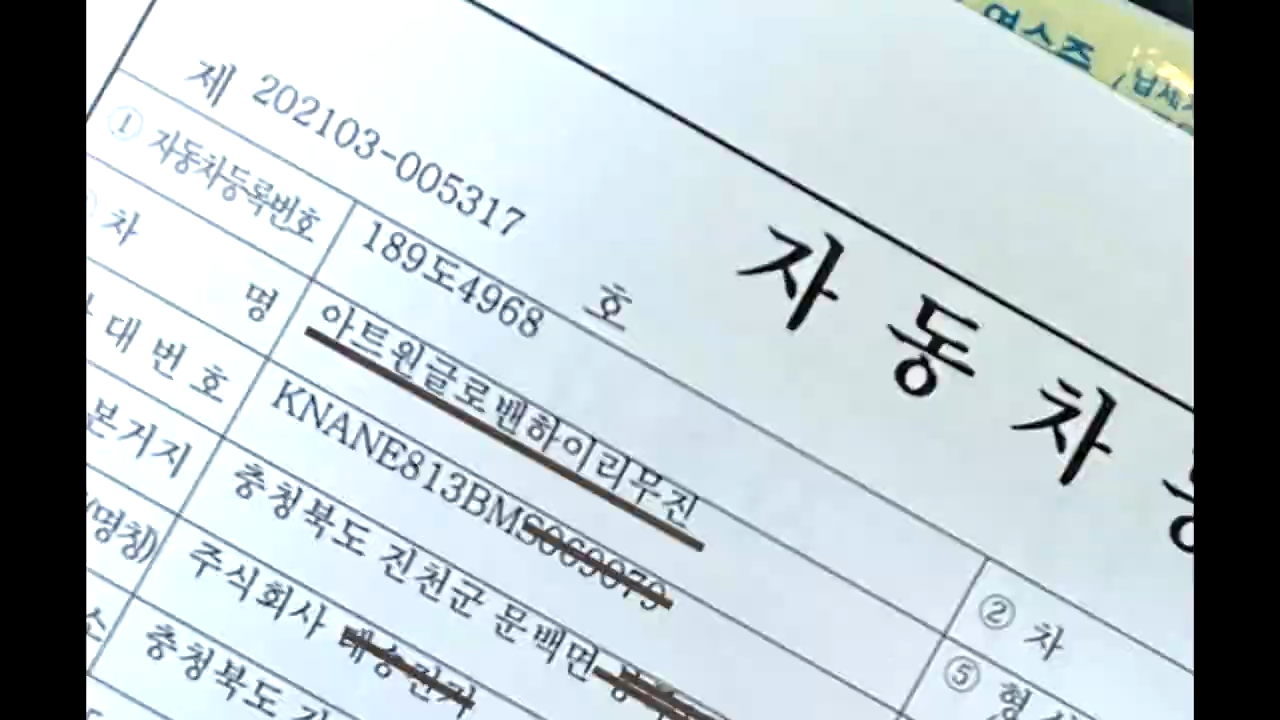 제 202103-005317 호
자동차
① 자동차등록번호 189도4968
② 차
차 명 아트원글로밴하이리무진
⑤ 형
대번호 KNANE813BMS
본거지 충청북도 진천군 문백면
(명칭) 주식회사
소 충청북도